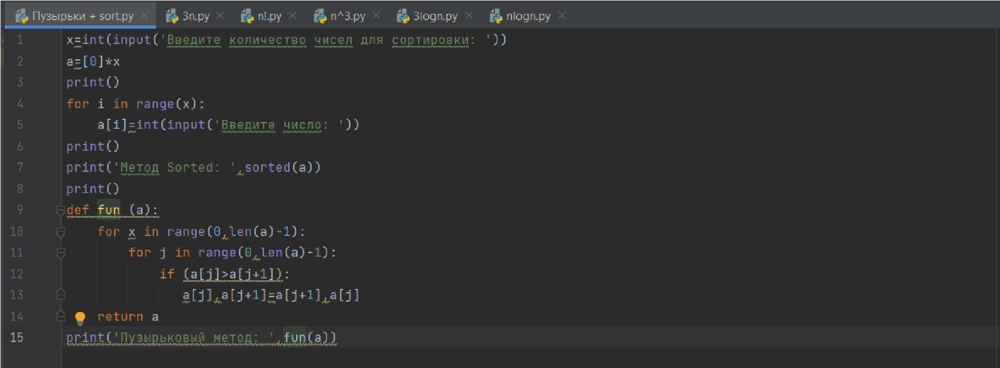 Пузырьки + sort.py 3n.py n!.py n^3.py 3logn.py nlogn.py
1 x=int(input('Введите количество чисел для сортировки: '))
2 a=[0]*x
3 print()
4 for i in range(x):
5 a[i]=int(input('Введите число: '))
6 print()
7 print('Метод Sorted: ',sorted(a))
8 print()
9 def fun (a):
10 for x in range(0,len(a)-1):
11 for j in range(0,len(a)-1):
12 if (a[j]>a[j+1]):
13 a[j],a[j+1]=a[j+1],a[j]
14 return a
15 print('Пузырьковый метод: ',fun(a))